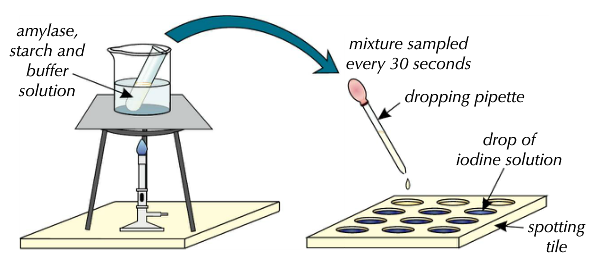 amylase,
starch and
buffer
solution
mixture sampled
every 30 seconds
dropping pipette
drop of
iodine solution
spotting
tile